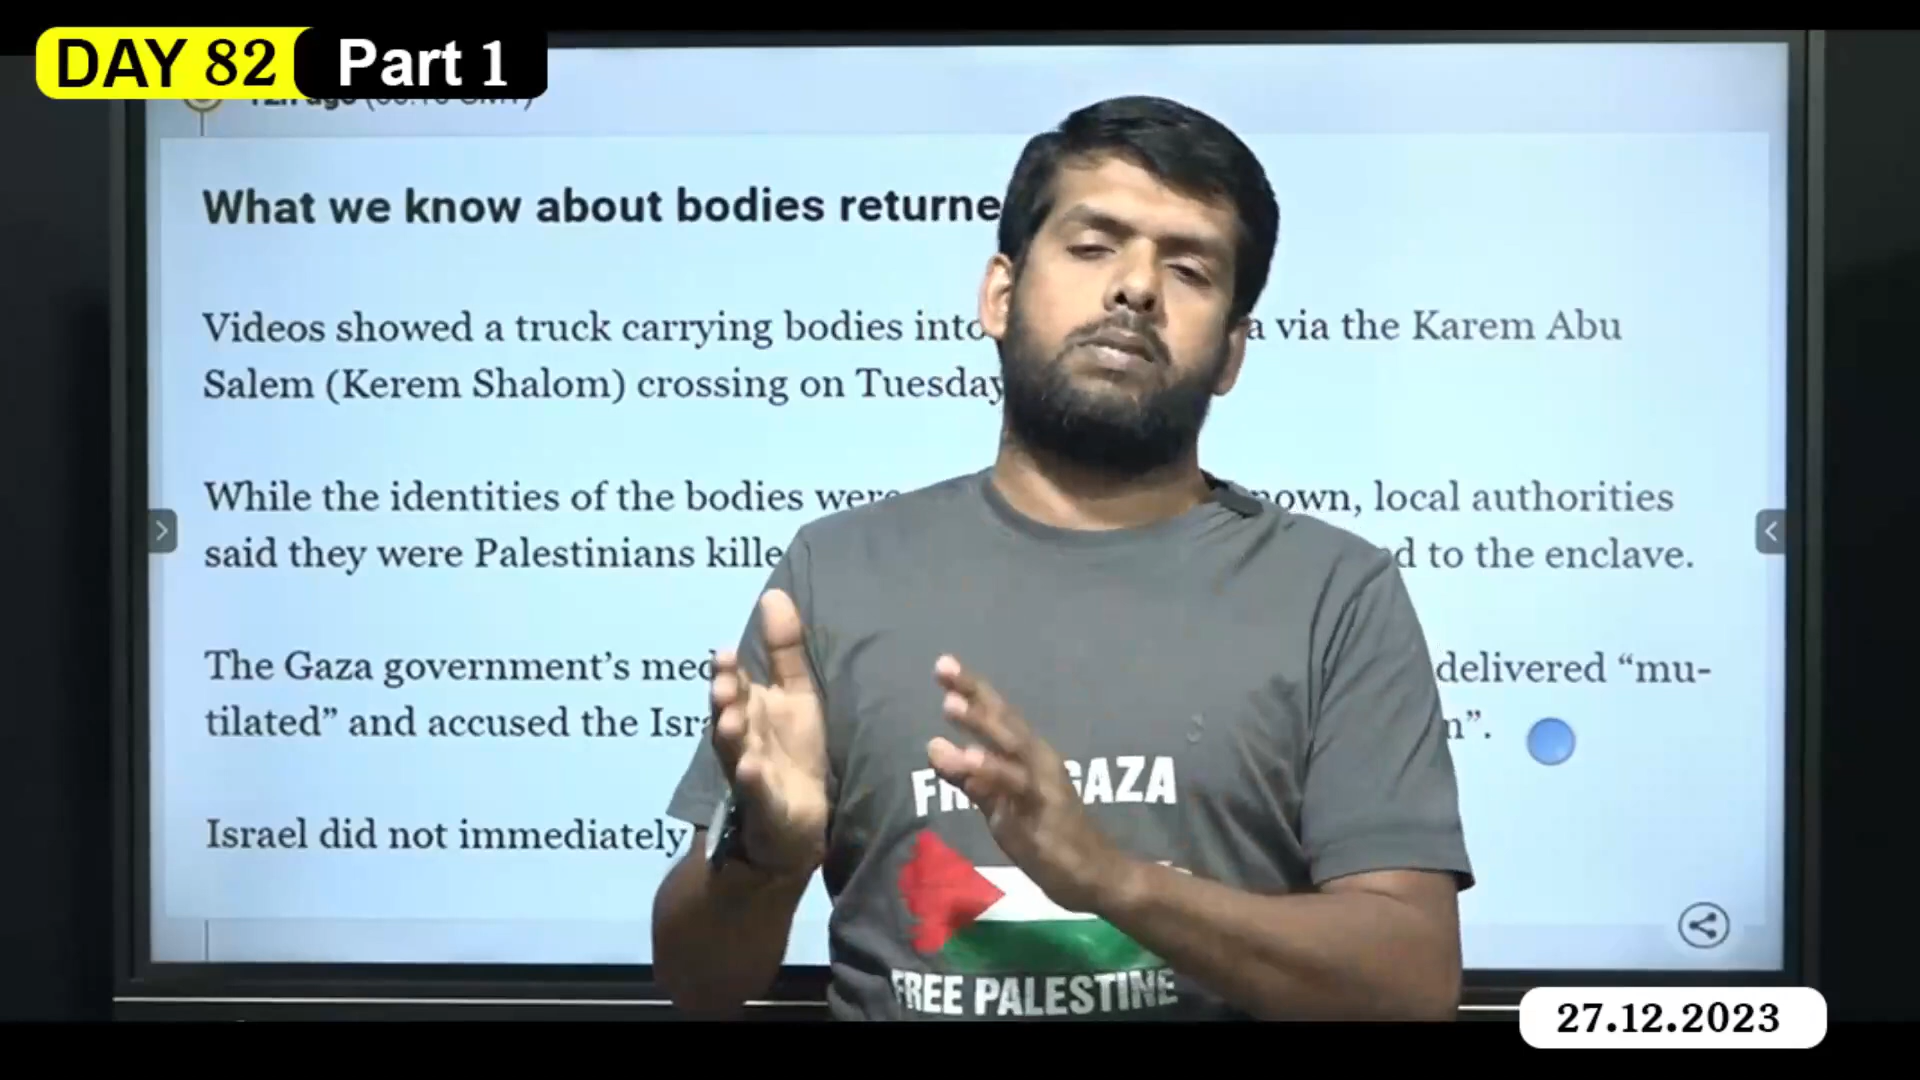 DAY 82 Part 1
What we know about bodies returne
Videos showed a truck carrying bodies into a via the Karem Abu
Salem (Kerem Shalom) crossing on Tuesday
While the identities of the bodies were own, local authorities
said they were Palestinians kille d to the enclave.
The Gaza government’s med delivered “mu-
tilated” and accused the Isra n”.
Israel did not immediately
GAZA
FREE PALESTINE
27.12.2023